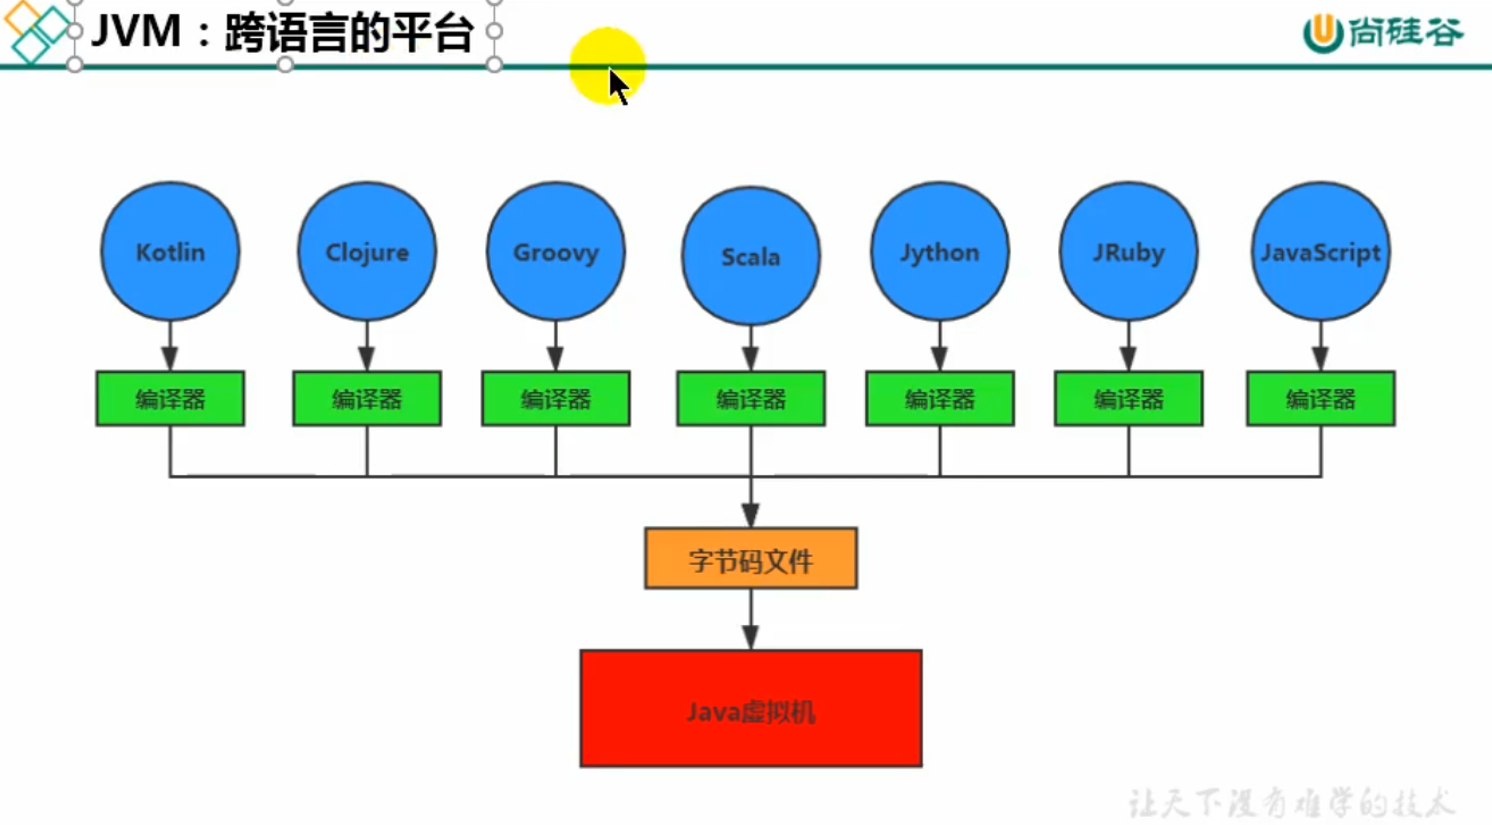 JVM：跨语言的平台
尚硅谷
Kotlin
Clojure
Groovy
Scala
Jython
JRuby
JavaScript
编译器
编译器
编译器
编译器
编译器
编译器
编译器
字节码文件
Java虚拟机
让天下没有难学的技术